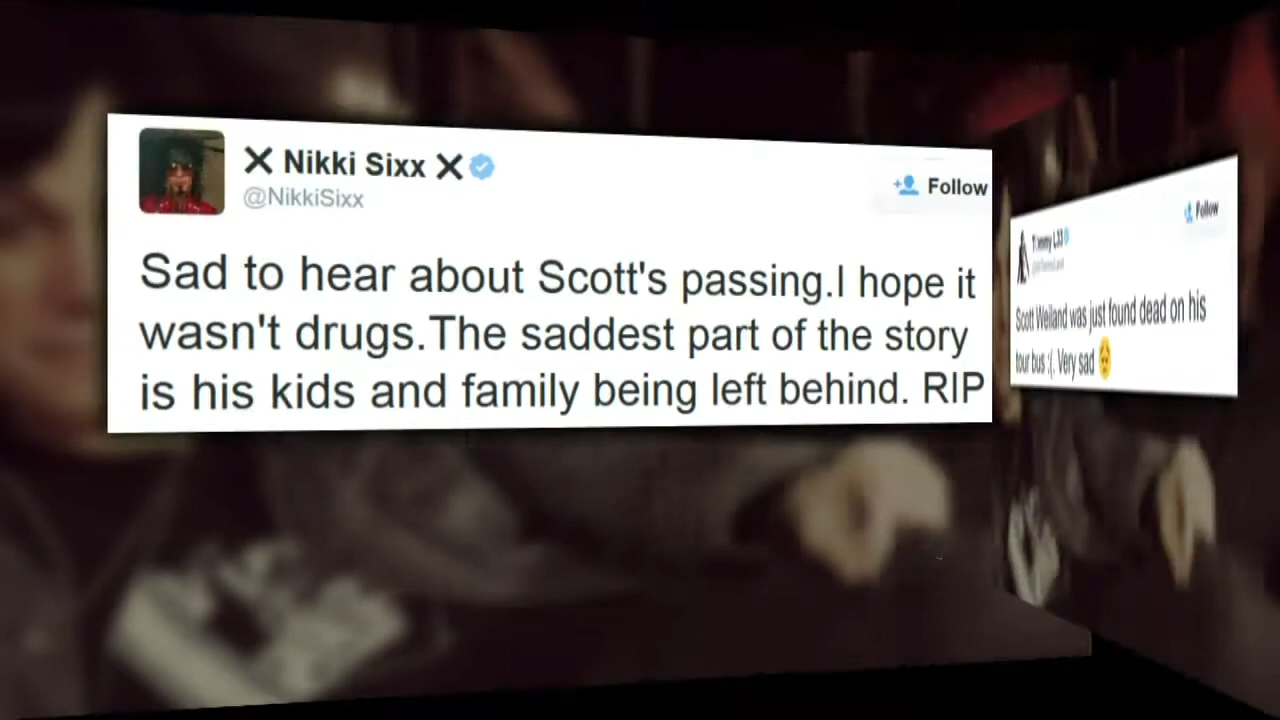 X Nikki Sixx X
@NikkiSixx
Follow
Sad to hear about Scott's passing.I hope it
wasn't drugs.The saddest part of the story
is his kids and family being left behind. RIP
Follow
Scott Weiland was just found dead on his
tour bus :(. Very sad